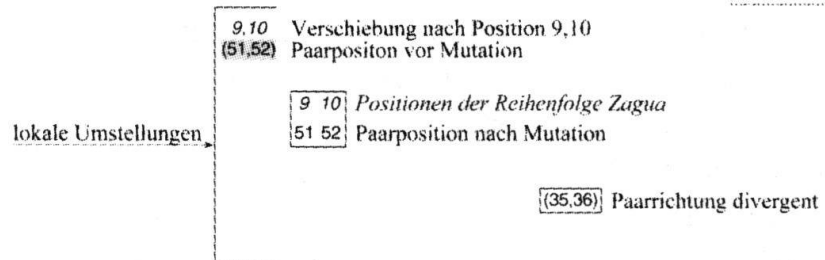 9,10 Verschiebung nach Position 9,10
(51,52) Paarpositon vor Mutation
9 10 Positionen der Reihenfolge Zagua
lokale Umstellungen
51 52 Paarposition nach Mutation
(35,36) Paarrichtung divergent